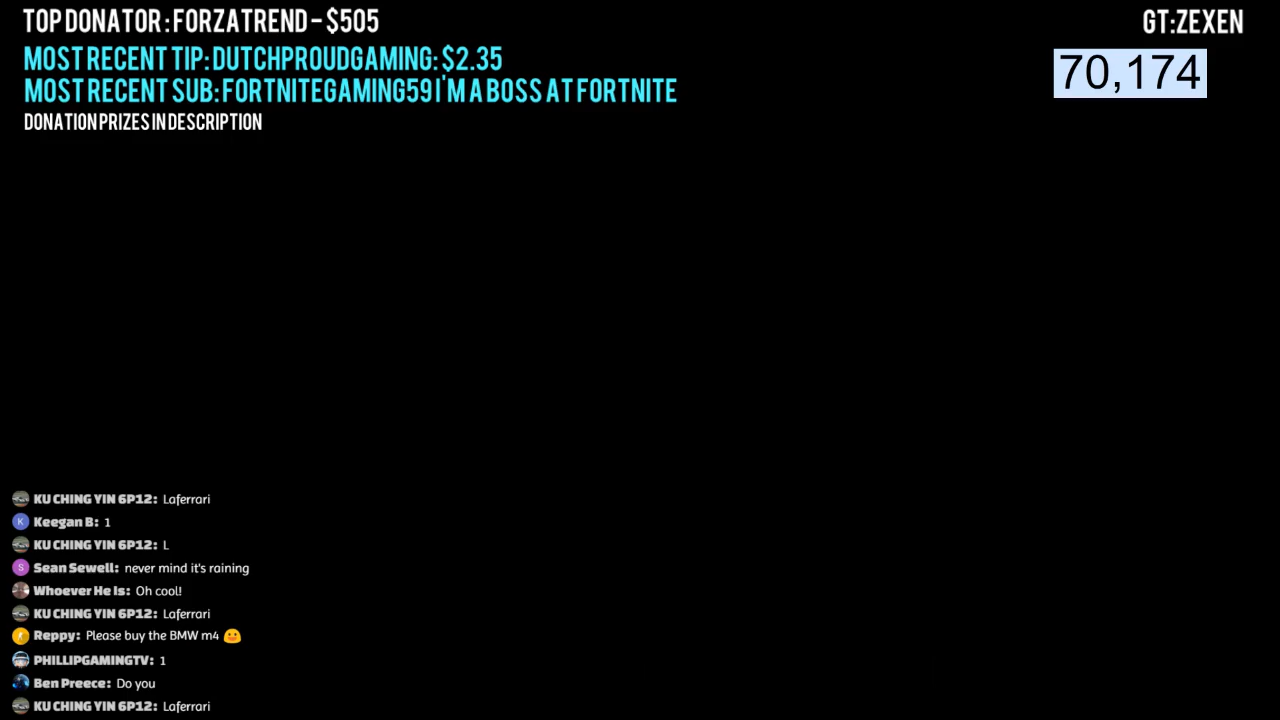 TOP DONATOR : FORZATREND - $505
GT:ZEXEN
MOST RECENT TIP: DUTCHPROUDGAMING: $2.35
70,174
MOST RECENT SUB: FORTNITEGAMING59 I'M A BOSS AT FORTNITE
DONATION PRIZES IN DESCRIPTION
KU CHING YIN 6P12: Laferrari
K Keegan B: 1
KU CHING YIN 6P12: L
S Sean Sewell: never mind it's raining
Whoever He Is: Oh cool!
KU CHING YIN 6P12: Laferrari
Reppy: Please buy the BMW m4
PHILLIPGAMINGTV: 1
Ben Preece: Do you
KU CHING YIN 6P12: Laferrari